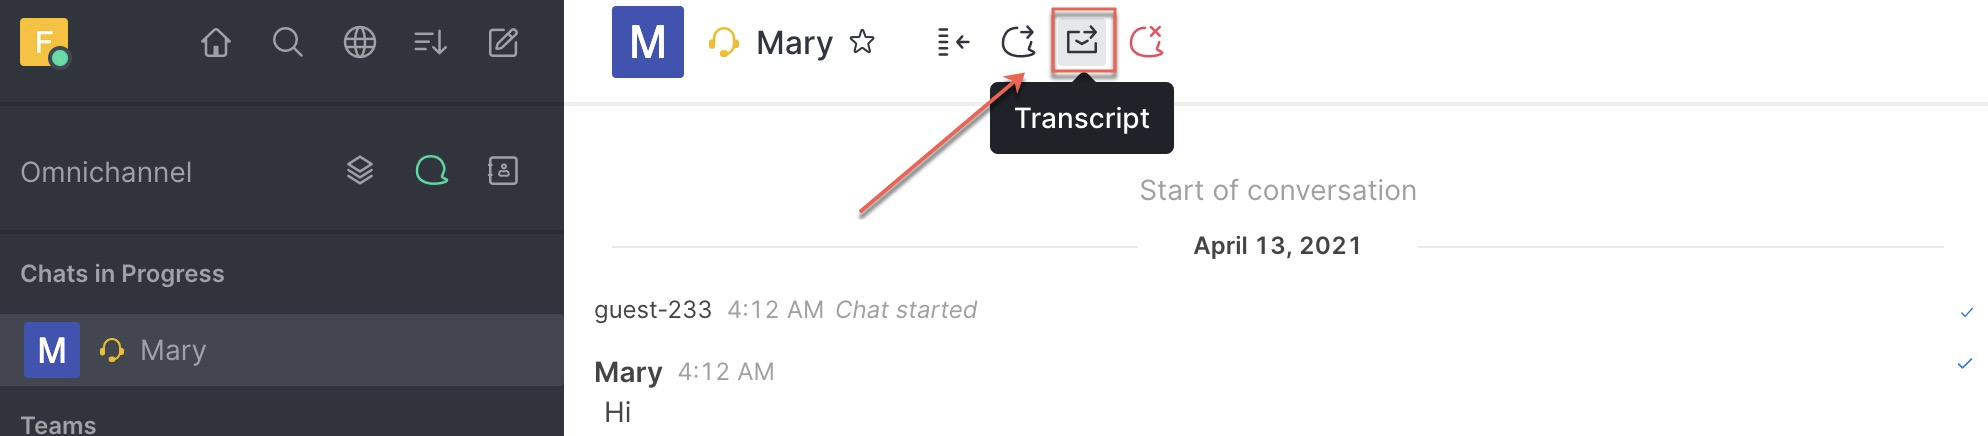 F
Omnichannel
Chats in Progress
M Mary
Teams
M Mary
Transcript
Start of conversation
April 13, 2021
guest-233 4:12 AM Chat started
Mary 4:12 AM
Hi